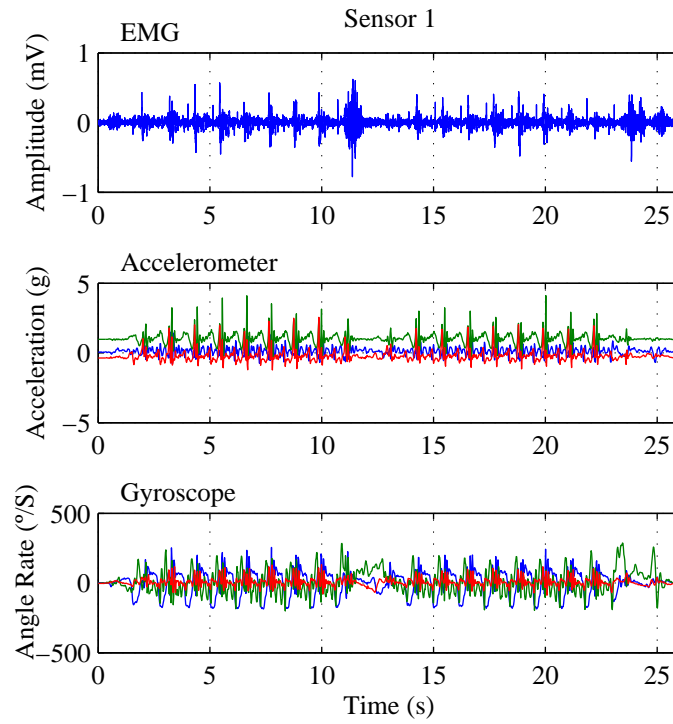 Sensor 1
EMG
Amplitude (mV)
1
0
−1
0 5 10 15 20 25
Accelerometer
Acceleration (g)
5
0
−5
0 5 10 15 20 25
Gyroscope
Angle Rate (º/S)
500
0
−500
0 5 10 15 20 25
Time (s)